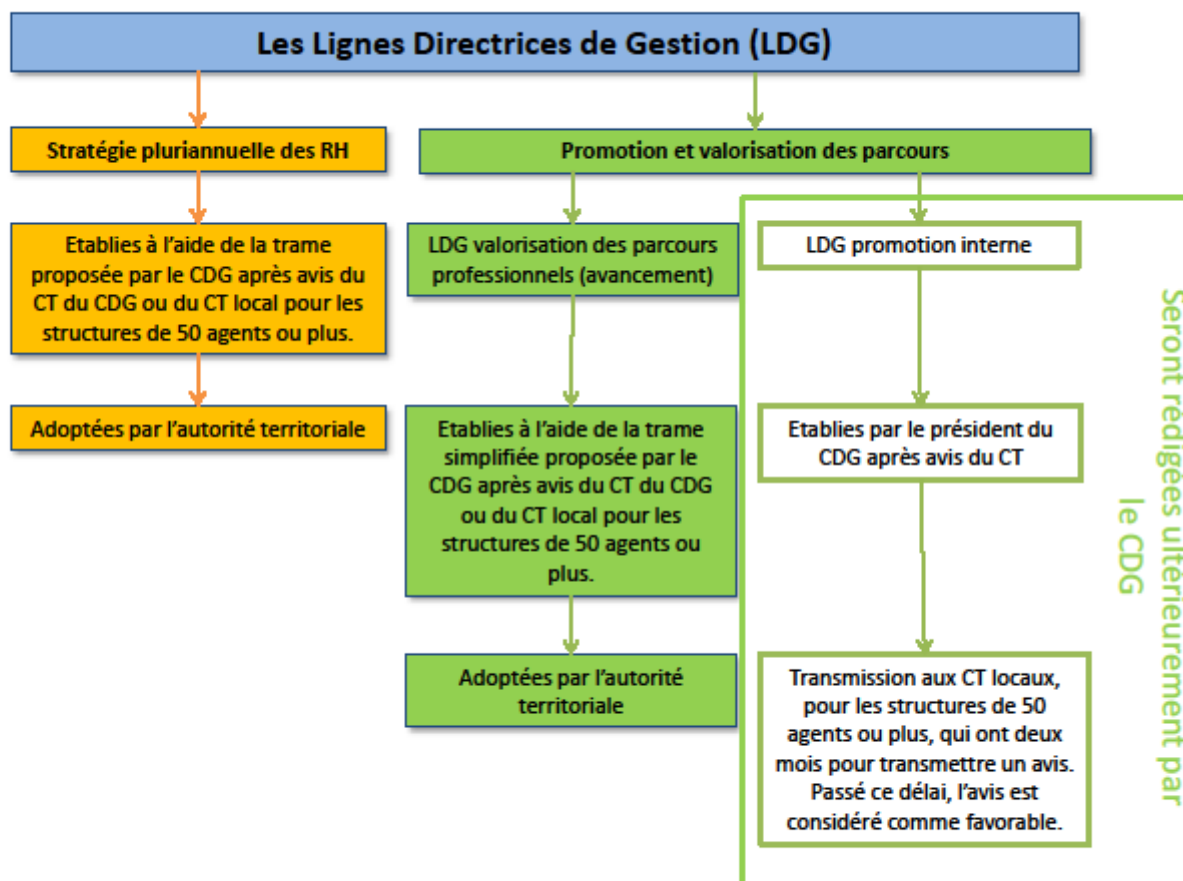 Les Lignes Directrices de Gestion (LDG)
Stratégie pluriannuelle des RH
Promotion et valorisation des parcours
Etablies à l'aide de la trame
proposée par le CDG après avis du
CT du CDG ou du CT local pour les
structures de 50 agents ou plus.
Adoptées par l'autorité territoriale
LDG valorisation des parcours
professionnels (avancement)
Etablies à l'aide de la trame
simplifiée proposée par le
CDG après avis du CT du CDG
ou du CT local pour les
structures de 50 agents ou
plus.
Adoptées par l'autorité
territoriale
LDG promotion interne
Etablies par le président du
CDG après avis du CT
Transmission aux CT locaux,
pour les structures de 50
agents ou plus, qui ont deux
mois pour transmettre un avis.
Passé ce délai, l'avis est
considéré comme favorable.
Seront rédigées ultérieurement par
le CDG